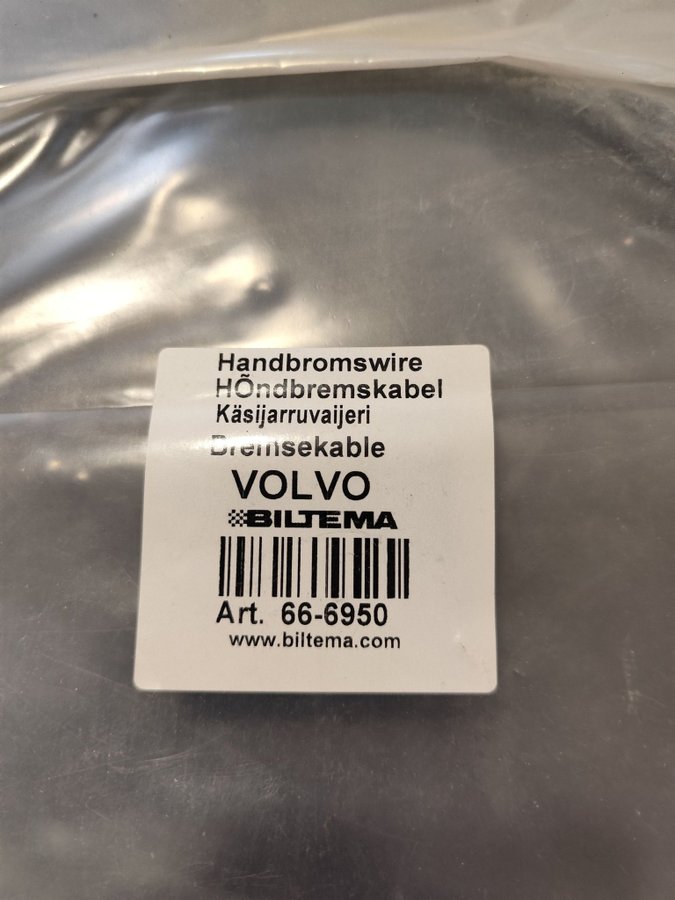 Handbromswire
HÕndbremskabel
Käsijarruvaijeri
Bremsekable
VOLVO
BILTEMA
Art. 66-6950
www.biltema.com